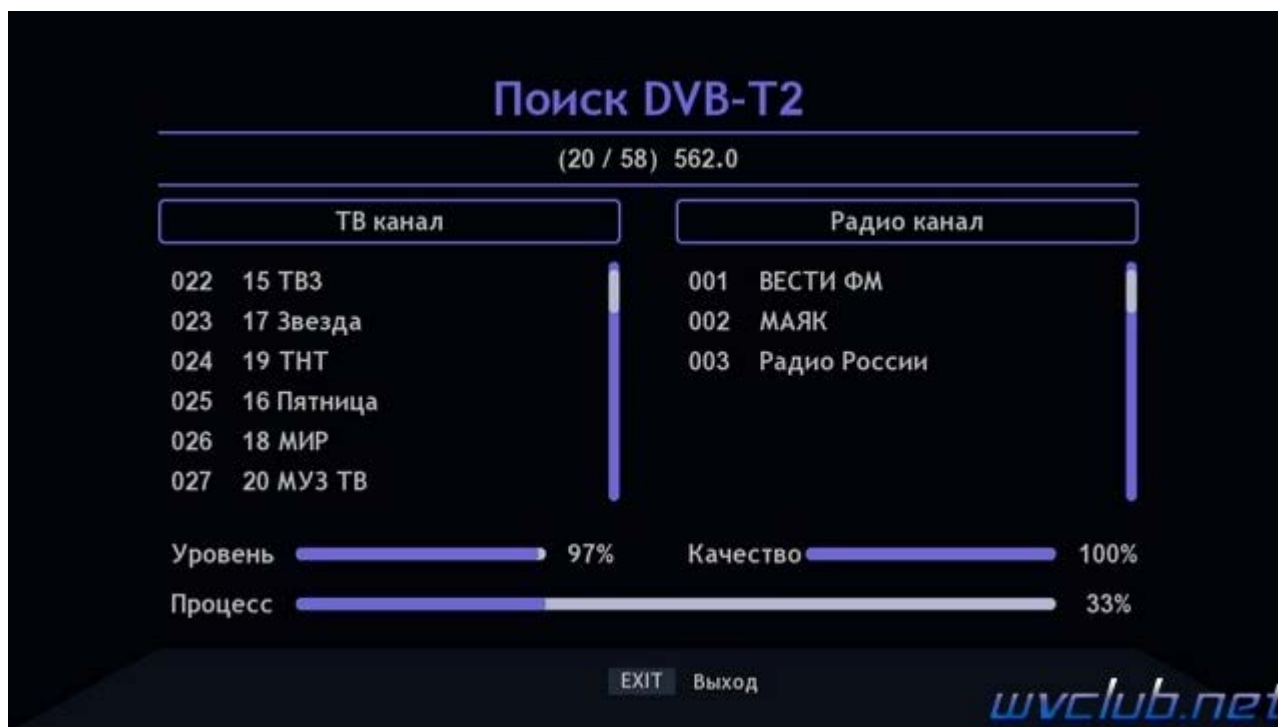 Поиск DVB-T2
(20 / 58) 562.0
ТВ канал
Радио канал
022 15 ТВ3
023 17 Звезда
024 19 ТНТ
025 16 Пятница
026 18 МИР
027 20 МУЗ ТВ
001 ВЕСТИ ФМ
002 МАЯК
003 Радио России
Уровень 97%
Качество 100%
Процесс 33%
EXIT Выход
wvclub.net